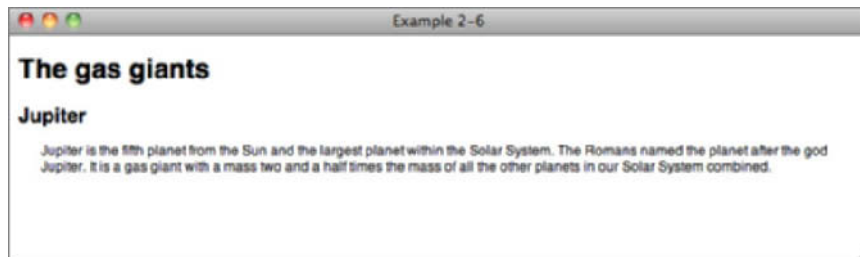 Example 2-6
The gas giants
Jupiter
Jupiter is the fifth planet from the Sun and the largest planet within the Solar System. The Romans named the planet after the god
Jupiter. It is a gas giant with a mass two and a half times the mass of all the other planets in our Solar System combined.